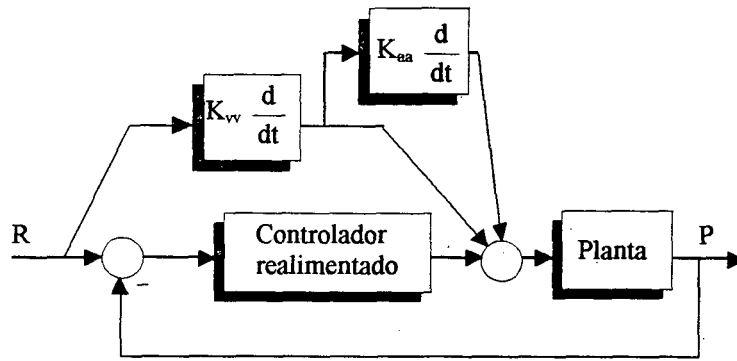 K_aa d
dt
K_vv d
dt
R
Controlador
realimentado
Planta
P
-